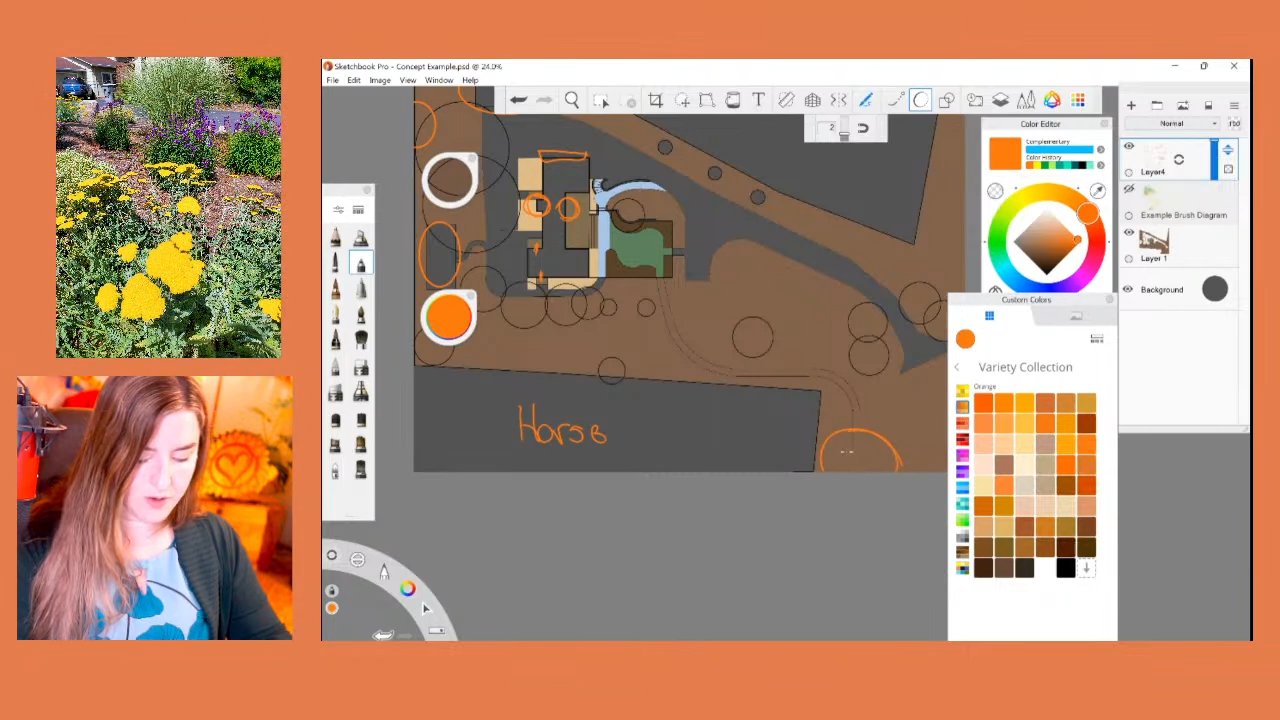 Sketchbook Pro - Concept Example.psd @ 24.0%
File Edit Image View Window Help
2
Color Editor
Complementary
Color History
Normal
Layer4
Example Brush Diagram
Layer 1
Background
Custom Colors
Variety Collection
Orange
Horse